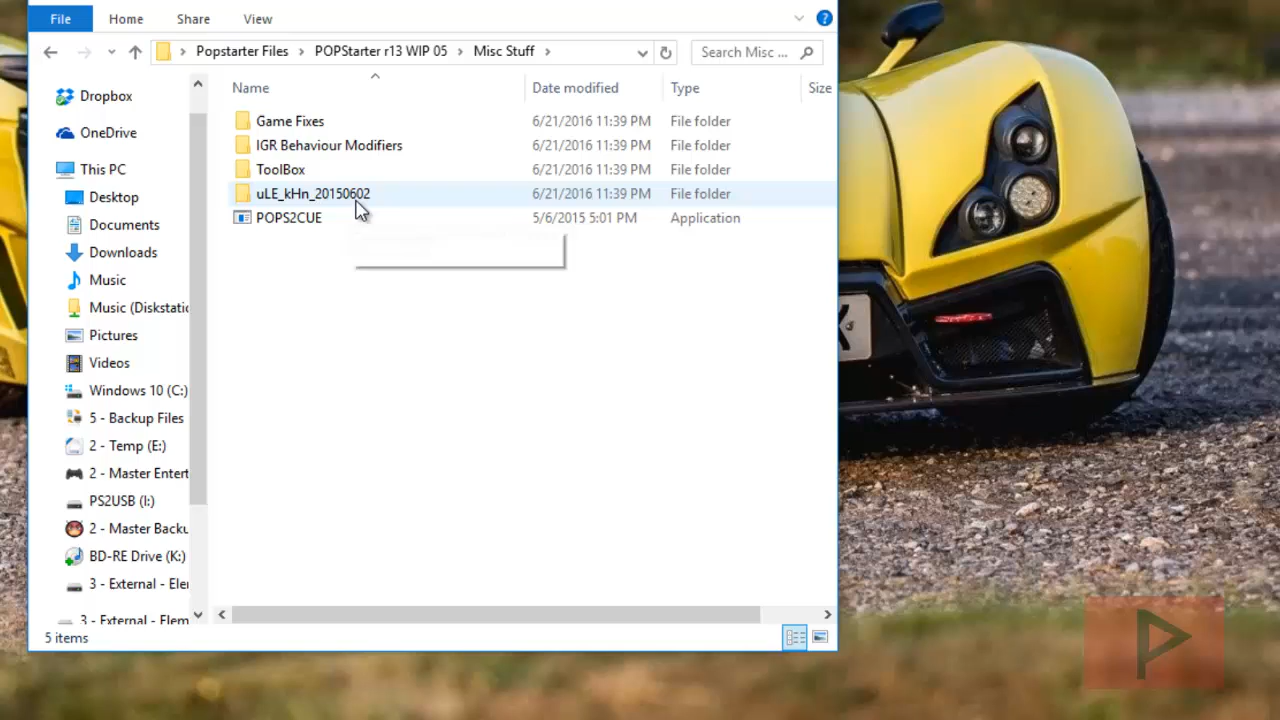 File Home Share View
Popstarter Files POPStarter r13 WIP 05 Misc Stuff Search Misc ...
Name Date modified Type Size
Game Fixes 6/21/2016 11:39 PM File folder
IGR Behaviour Modifiers 6/21/2016 11:39 PM File folder
ToolBox 6/21/2016 11:39 PM File folder
uLE_kHn_20150602 6/21/2016 11:39 PM File folder
POPS2CUE 5/6/2015 5:01 PM Application
Dropbox
OneDrive
This PC
Desktop
Documents
Downloads
Music
Music (Diskstatic
Pictures
Videos
Windows 10 (C:)
5 - Backup Files
2 - Temp (E:)
2 - Master Entert
PS2USB (I:)
2 - Master Backu
BD-RE Drive (K:)
3 - External - Eler
3 - External - Elem
5 items
P